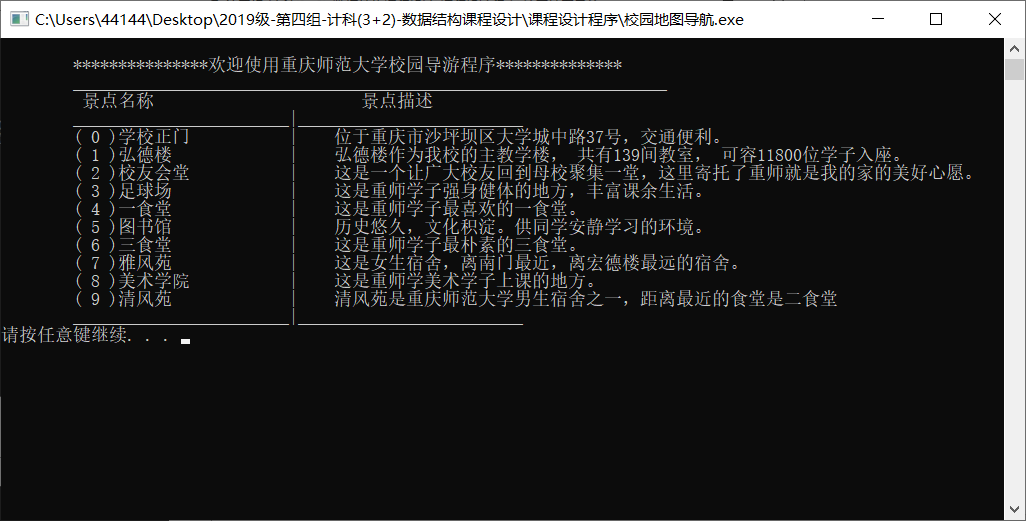 C:\Users\44144\Desktop\2019级-第四组-计科(3+2)-数据结构课程设计\课程设计程序\校园地图导航.exe
***************欢迎使用重庆师范大学校园导游程序**************
景点名称 景点描述
( 0 )学校正门 | 位于重庆市沙坪坝区大学城中路37号，交通便利。
( 1 )弘德楼 | 弘德楼作为我校的主教学楼， 共有139间教室， 可容11800位学子入座。
( 2 )校友会堂 | 这是一个让广大校友回到母校聚集一堂，这里寄托了重师就是我的家的美好心愿。
( 3 )足球场 | 这是重师学子强身健体的地方，丰富课余生活。
( 4 )一食堂 | 这是重师学子最喜欢的一食堂。
( 5 )图书馆 | 历史悠久，文化积淀。供同学安静学习的环境。
( 6 )三食堂 | 这是重师学子最朴素的三食堂。
( 7 )雅风苑 | 这是女生宿舍，离南门最近，离宏德楼最远的宿舍。
( 8 )美术学院 | 这是重师学美术学子上课的地方。
( 9 )清风苑 | 清风苑是重庆师范大学男生宿舍之一，距离最近的食堂是二食堂
请按任意键继续. . .